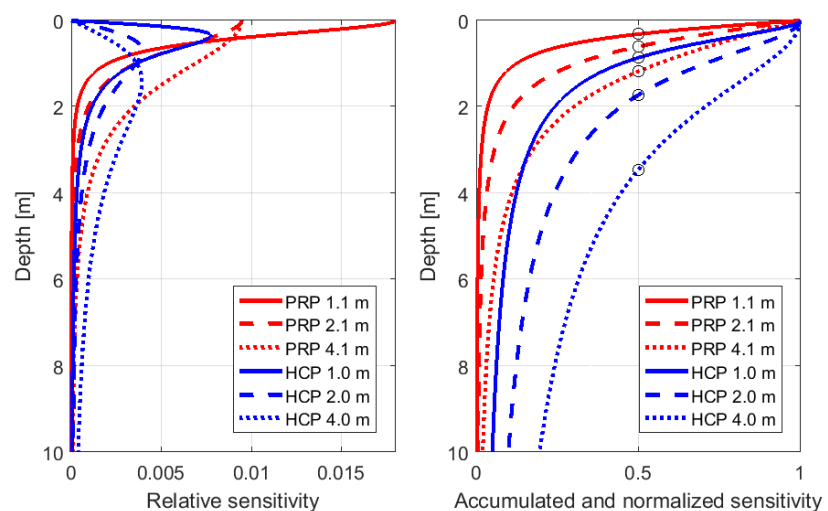 0
2
4
6
8
10
Depth [m]
0
0.005
0.01
0.015
Relative sensitivity
PRP 1.1 m
PRP 2.1 m
PRP 4.1 m
HCP 1.0 m
HCP 2.0 m
HCP 4.0 m
0
2
4
6
8
10
Depth [m]
0
0.5
1
Accumulated and normalized sensitivity
PRP 1.1 m
PRP 2.1 m
PRP 4.1 m
HCP 1.0 m
HCP 2.0 m
HCP 4.0 m